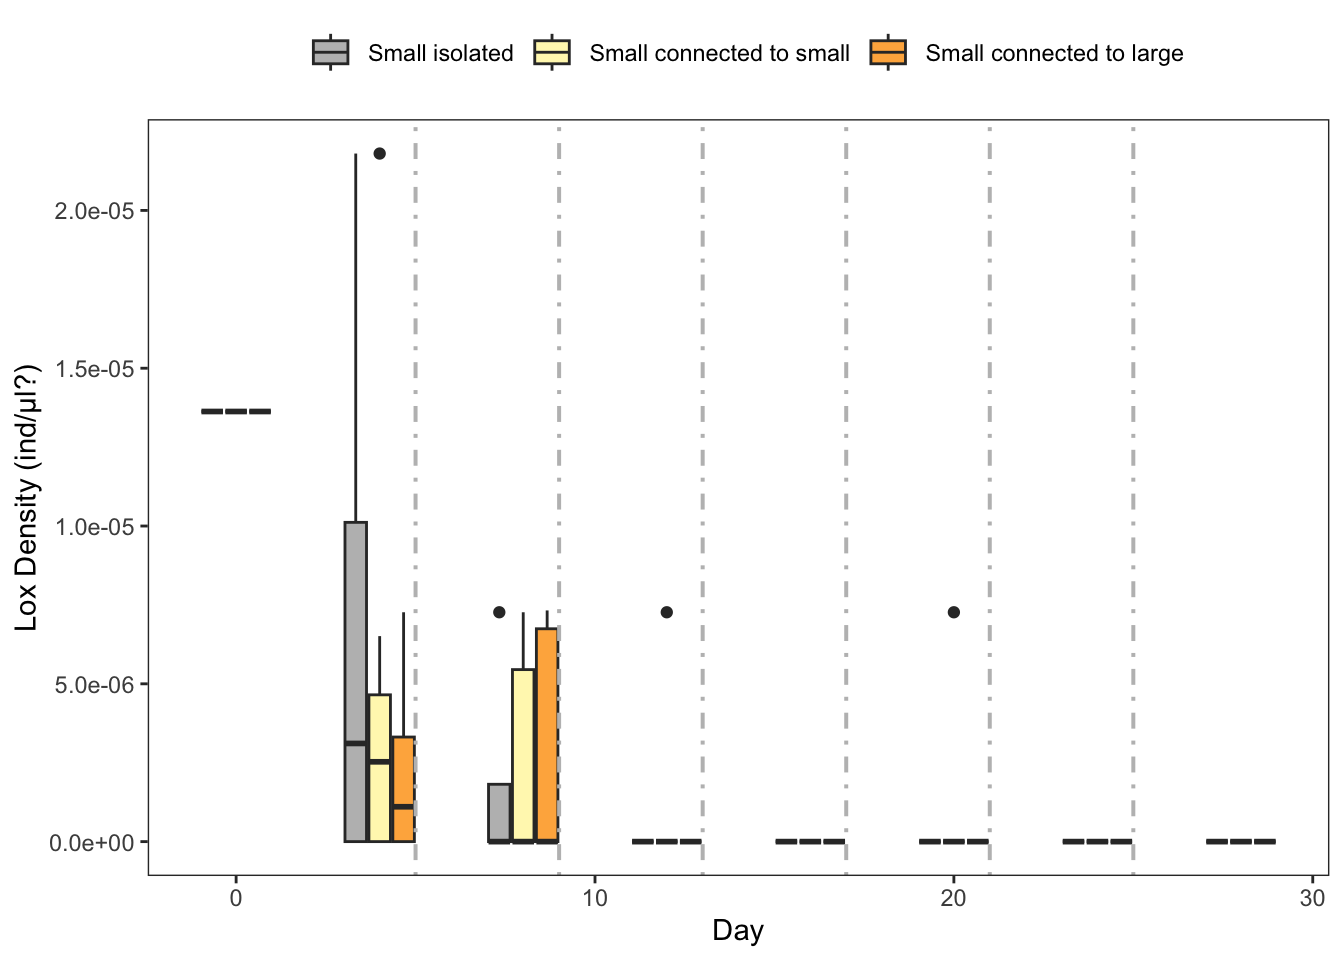 Small isolated Small connected to small Small connected to large
2.0e-05
1.5e-05
1.0e-05
5.0e-06
0.0e+00
Lox Density (ind/µl?)
0 10 20 30
Day